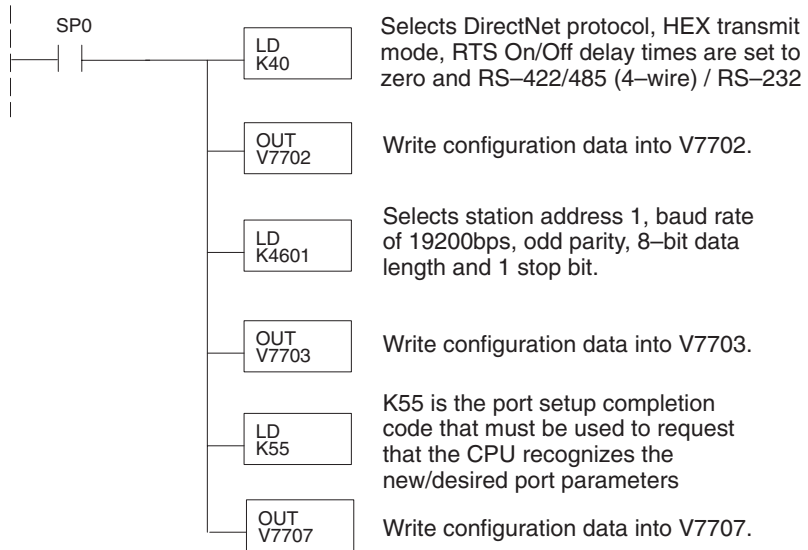 SP0
LD
K40
Selects DirectNet protocol, HEX transmit
mode, RTS On/Off delay times are set to
zero and RS–422/485 (4–wire) / RS–232
OUT
V7702
Write configuration data into V7702.
LD
K4601
Selects station address 1, baud rate
of 19200bps, odd parity, 8–bit data
length and 1 stop bit.
OUT
V7703
Write configuration data into V7703.
LD
K55
K55 is the port setup completion
code that must be used to request
that the CPU recognizes the
new/desired port parameters
OUT
V7707
Write configuration data into V7707.